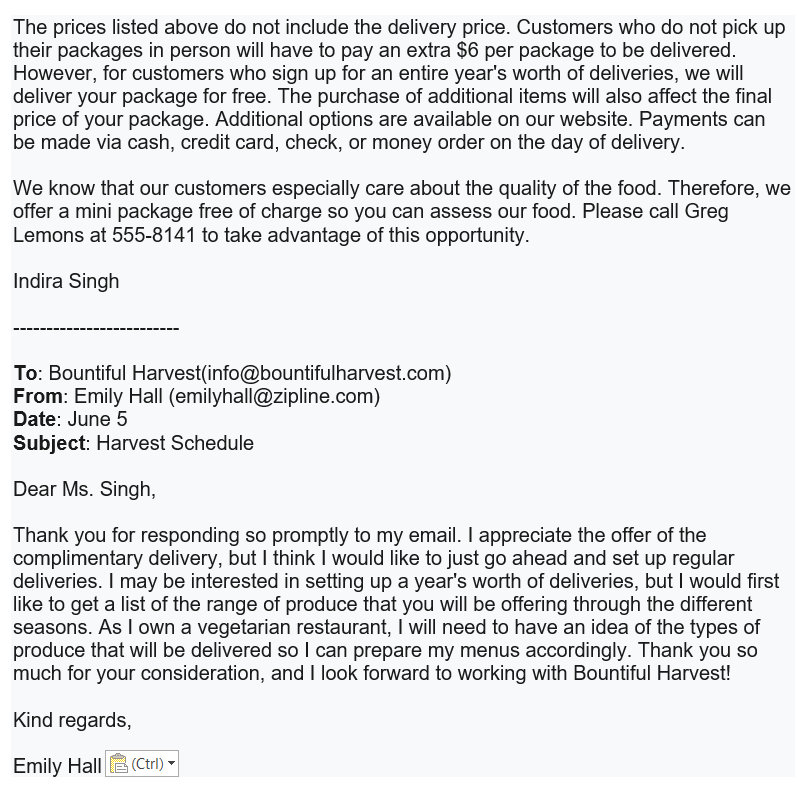 The prices listed above do not include the delivery price. Customers who do not pick up
their packages in person will have to pay an extra $6 per package to be delivered.
However, for customers who sign up for an entire year's worth of deliveries, we will
deliver your package for free. The purchase of additional items will also affect the final
price of your package. Additional options are available on our website. Payments can
be made via cash, credit card, check, or money order on the day of delivery.
We know that our customers especially care about the quality of the food. Therefore, we
offer a mini package free of charge so you can assess our food. Please call Greg
Lemons at 555-8141 to take advantage of this opportunity.
Indira Singh
-------------------------
To: Bountiful Harvest(info@bountifulharvest.com)
From: Emily Hall (emilyhall@zipline.com)
Date: June 5
Subject: Harvest Schedule
Dear Ms. Singh,
Thank you for responding so promptly to my email. I appreciate the offer of the
complimentary delivery, but I think I would like to just go ahead and set up regular
deliveries. I may be interested in setting up a year's worth of deliveries, but I would first
like to get a list of the range of produce that you will be offering through the different
seasons. As I own a vegetarian restaurant, I will need to have an idea of the types of
produce that will be delivered so I can prepare my menus accordingly. Thank you so
much for your consideration, and I look forward to working with Bountiful Harvest!
Kind regards,
Emily Hall (Ctrl)